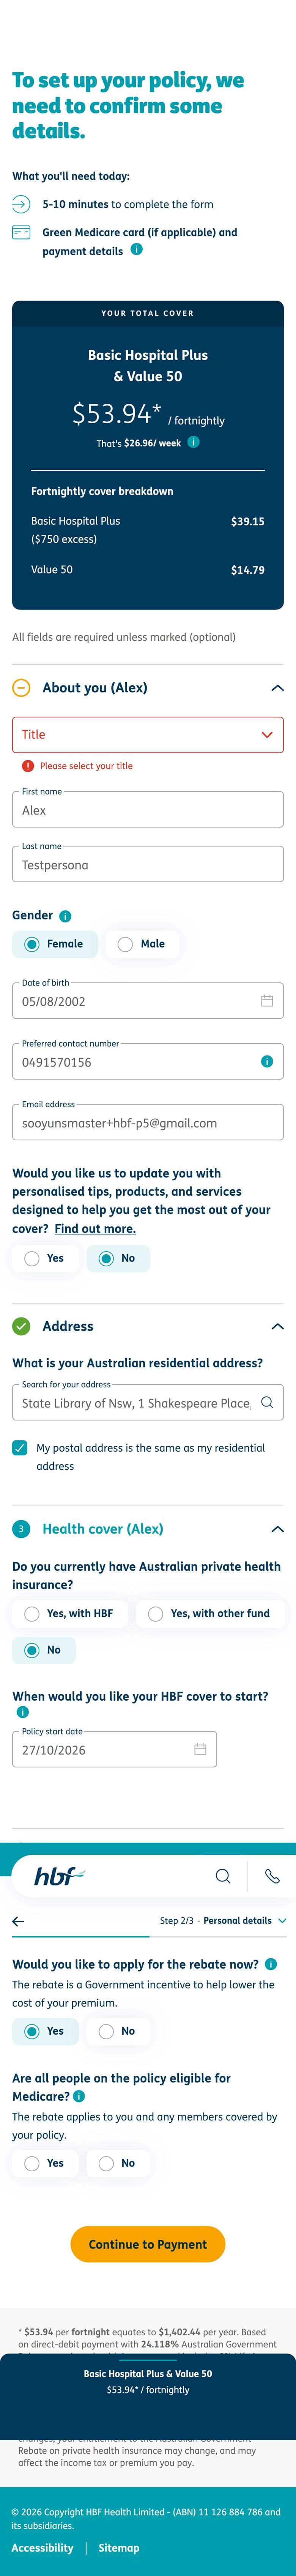 To set up your policy, we
need to confirm some
details.
What you'll need today:
5-10 minutes to complete the form
Green Medicare card (if applicable) and
payment details
YOUR TOTAL COVER
Basic Hospital Plus
& Value 50
$53.94* / fortnightly
That's $26.96/ week
Fortnightly cover breakdown
Basic Hospital Plus $39.15
($750 excess)
Value 50 $14.79
All fields are required unless marked (optional)
About you (Alex)
Title
Please select your title
First name
Alex
Last name
Testpersona
Gender
Female Male
Date of birth
05/08/2002
Preferred contact number
0491570156
Email address
sooyunsmaster+hbf-p5@gmail.com
Would you like us to update you with
personalised tips, products, and services
designed to help you get the most out of your
cover? Find out more.
Yes No
Address
What is your Australian residential address?
Search for your address
State Library of Nsw, 1 Shakespeare Place,
My postal address is the same as my residential
address
3 Health cover (Alex)
Do you currently have Australian private health
insurance?
Yes, with HBF Yes, with other fund
No
When would you like your HBF cover to start?
Policy start date
27/10/2026
hbf
Step 2/3 - Personal details
Would you like to apply for the rebate now?
The rebate is a Government incentive to help lower the
cost of your premium.
Yes No
Are all people on the policy eligible for
Medicare?
The rebate applies to you and any members covered by
your policy.
Yes No
Continue to Payment
* $53.94 per fortnight equates to $1,402.44 per year. Based
on direct-debit payment with 24.118% Australian Government
Basic Hospital Plus & Value 50
$53.94* / fortnightly
changes, your entitlement to the Australian Government
Rebate on private health insurance may change, and may
affect the income tax or premium you pay.
© 2026 Copyright HBF Health Limited - (ABN) 11 126 884 786 and
its subsidiaries.
Accessibility Sitemap